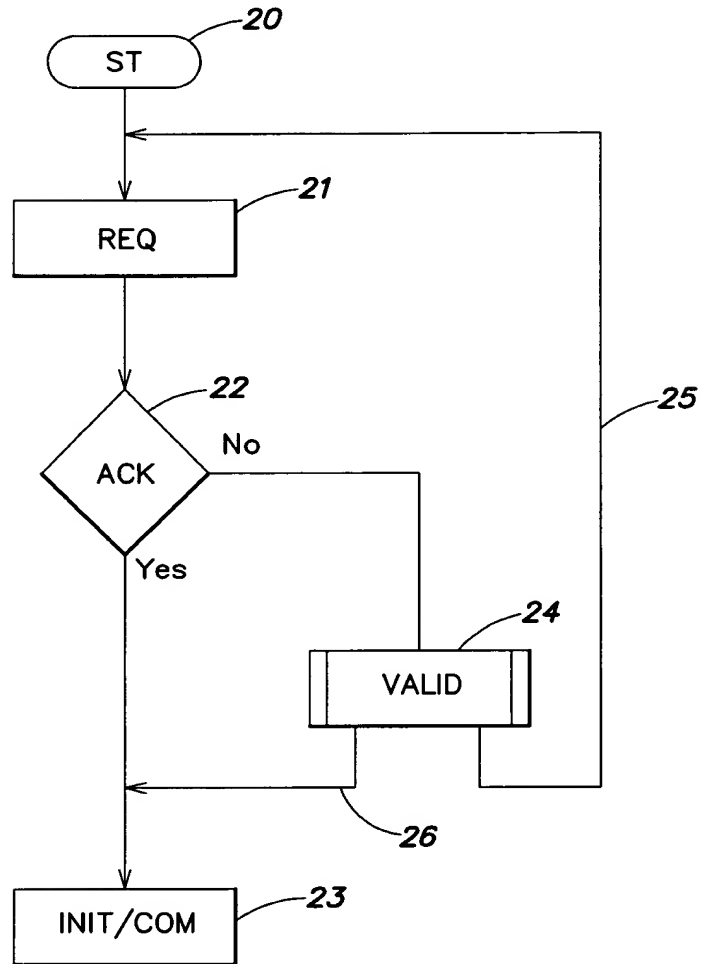 20
ST
21
REQ
22
No
25
ACK
Yes
24
VALID
26
23
INIT/COM